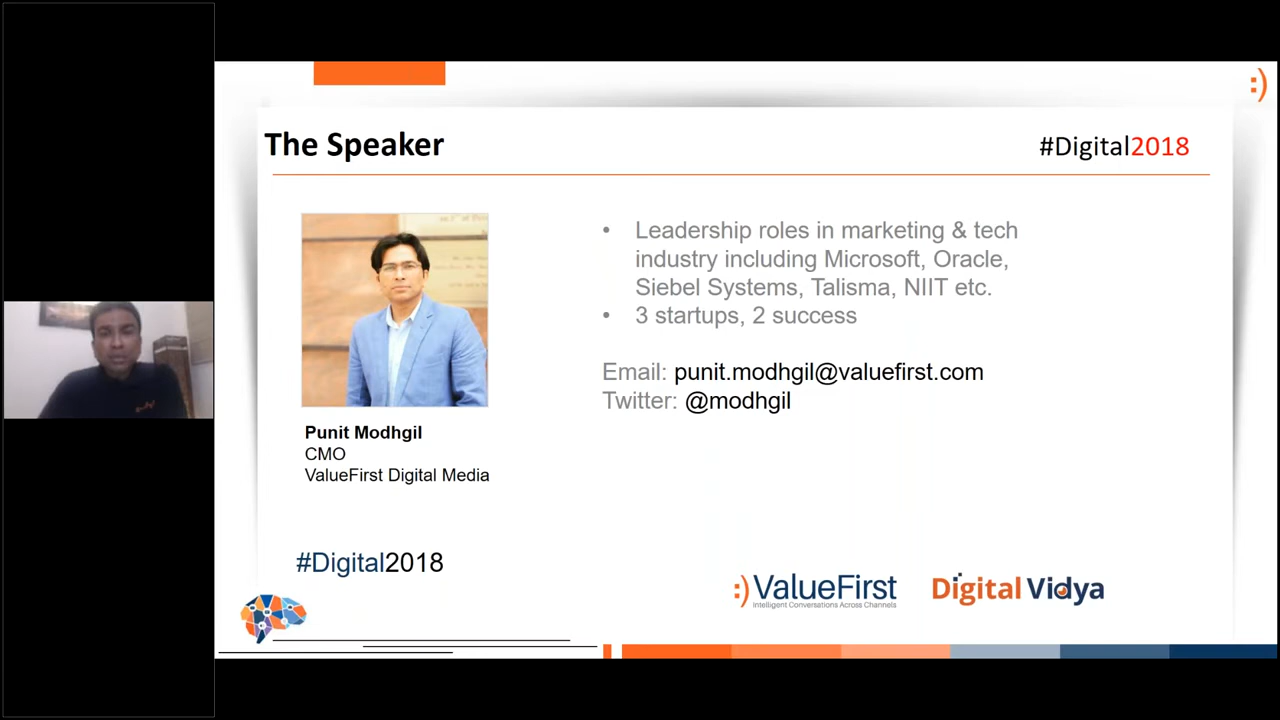 :)
The Speaker
#Digital2018
• Leadership roles in marketing & tech
industry including Microsoft, Oracle,
Siebel Systems, Talisma, NIIT etc.
• 3 startups, 2 success
Email: punit.modhgil@valuefirst.com
Twitter: @modhgil
Punit Modhgil
CMO
ValueFirst Digital Media
#Digital2018
:)ValueFirst
Intelligent Conversations Across Channels
Digital Vidya